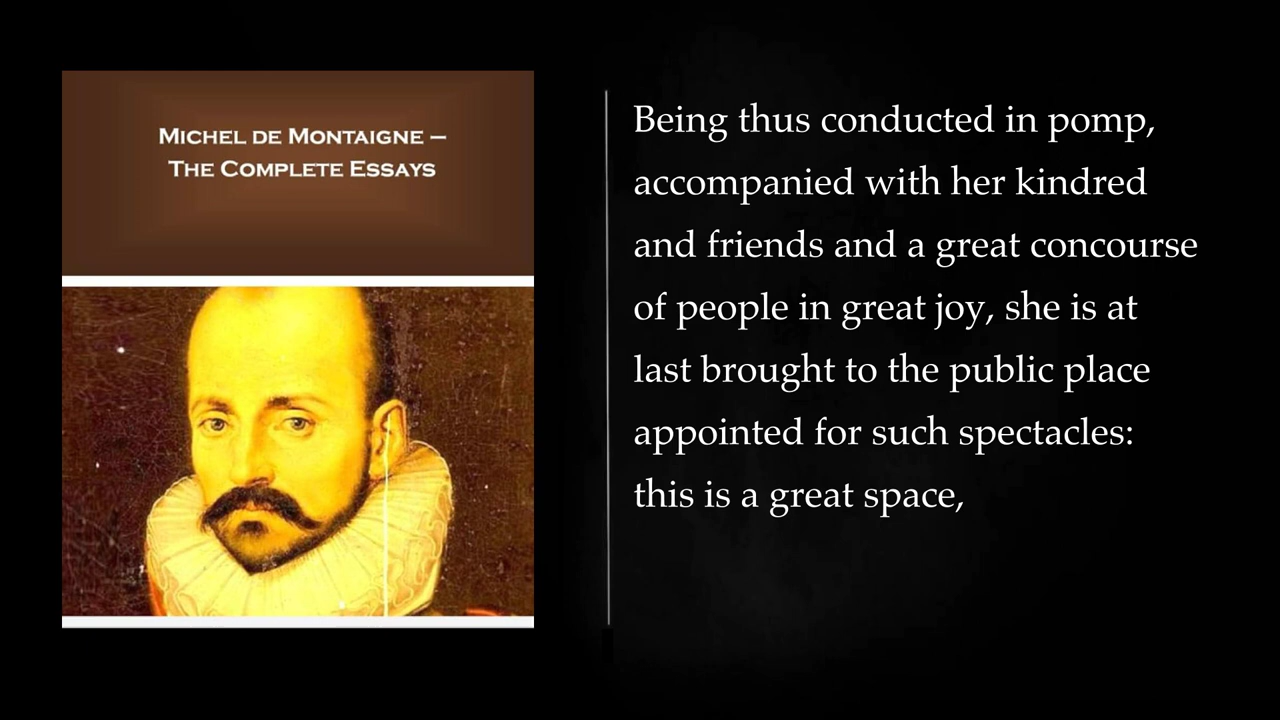 Michel de Montaigne –
The Complete Essays
Being thus conducted in pomp,
accompanied with her kindred
and friends and a great concourse
of people in great joy, she is at
last brought to the public place
appointed for such spectacles:
this is a great space,